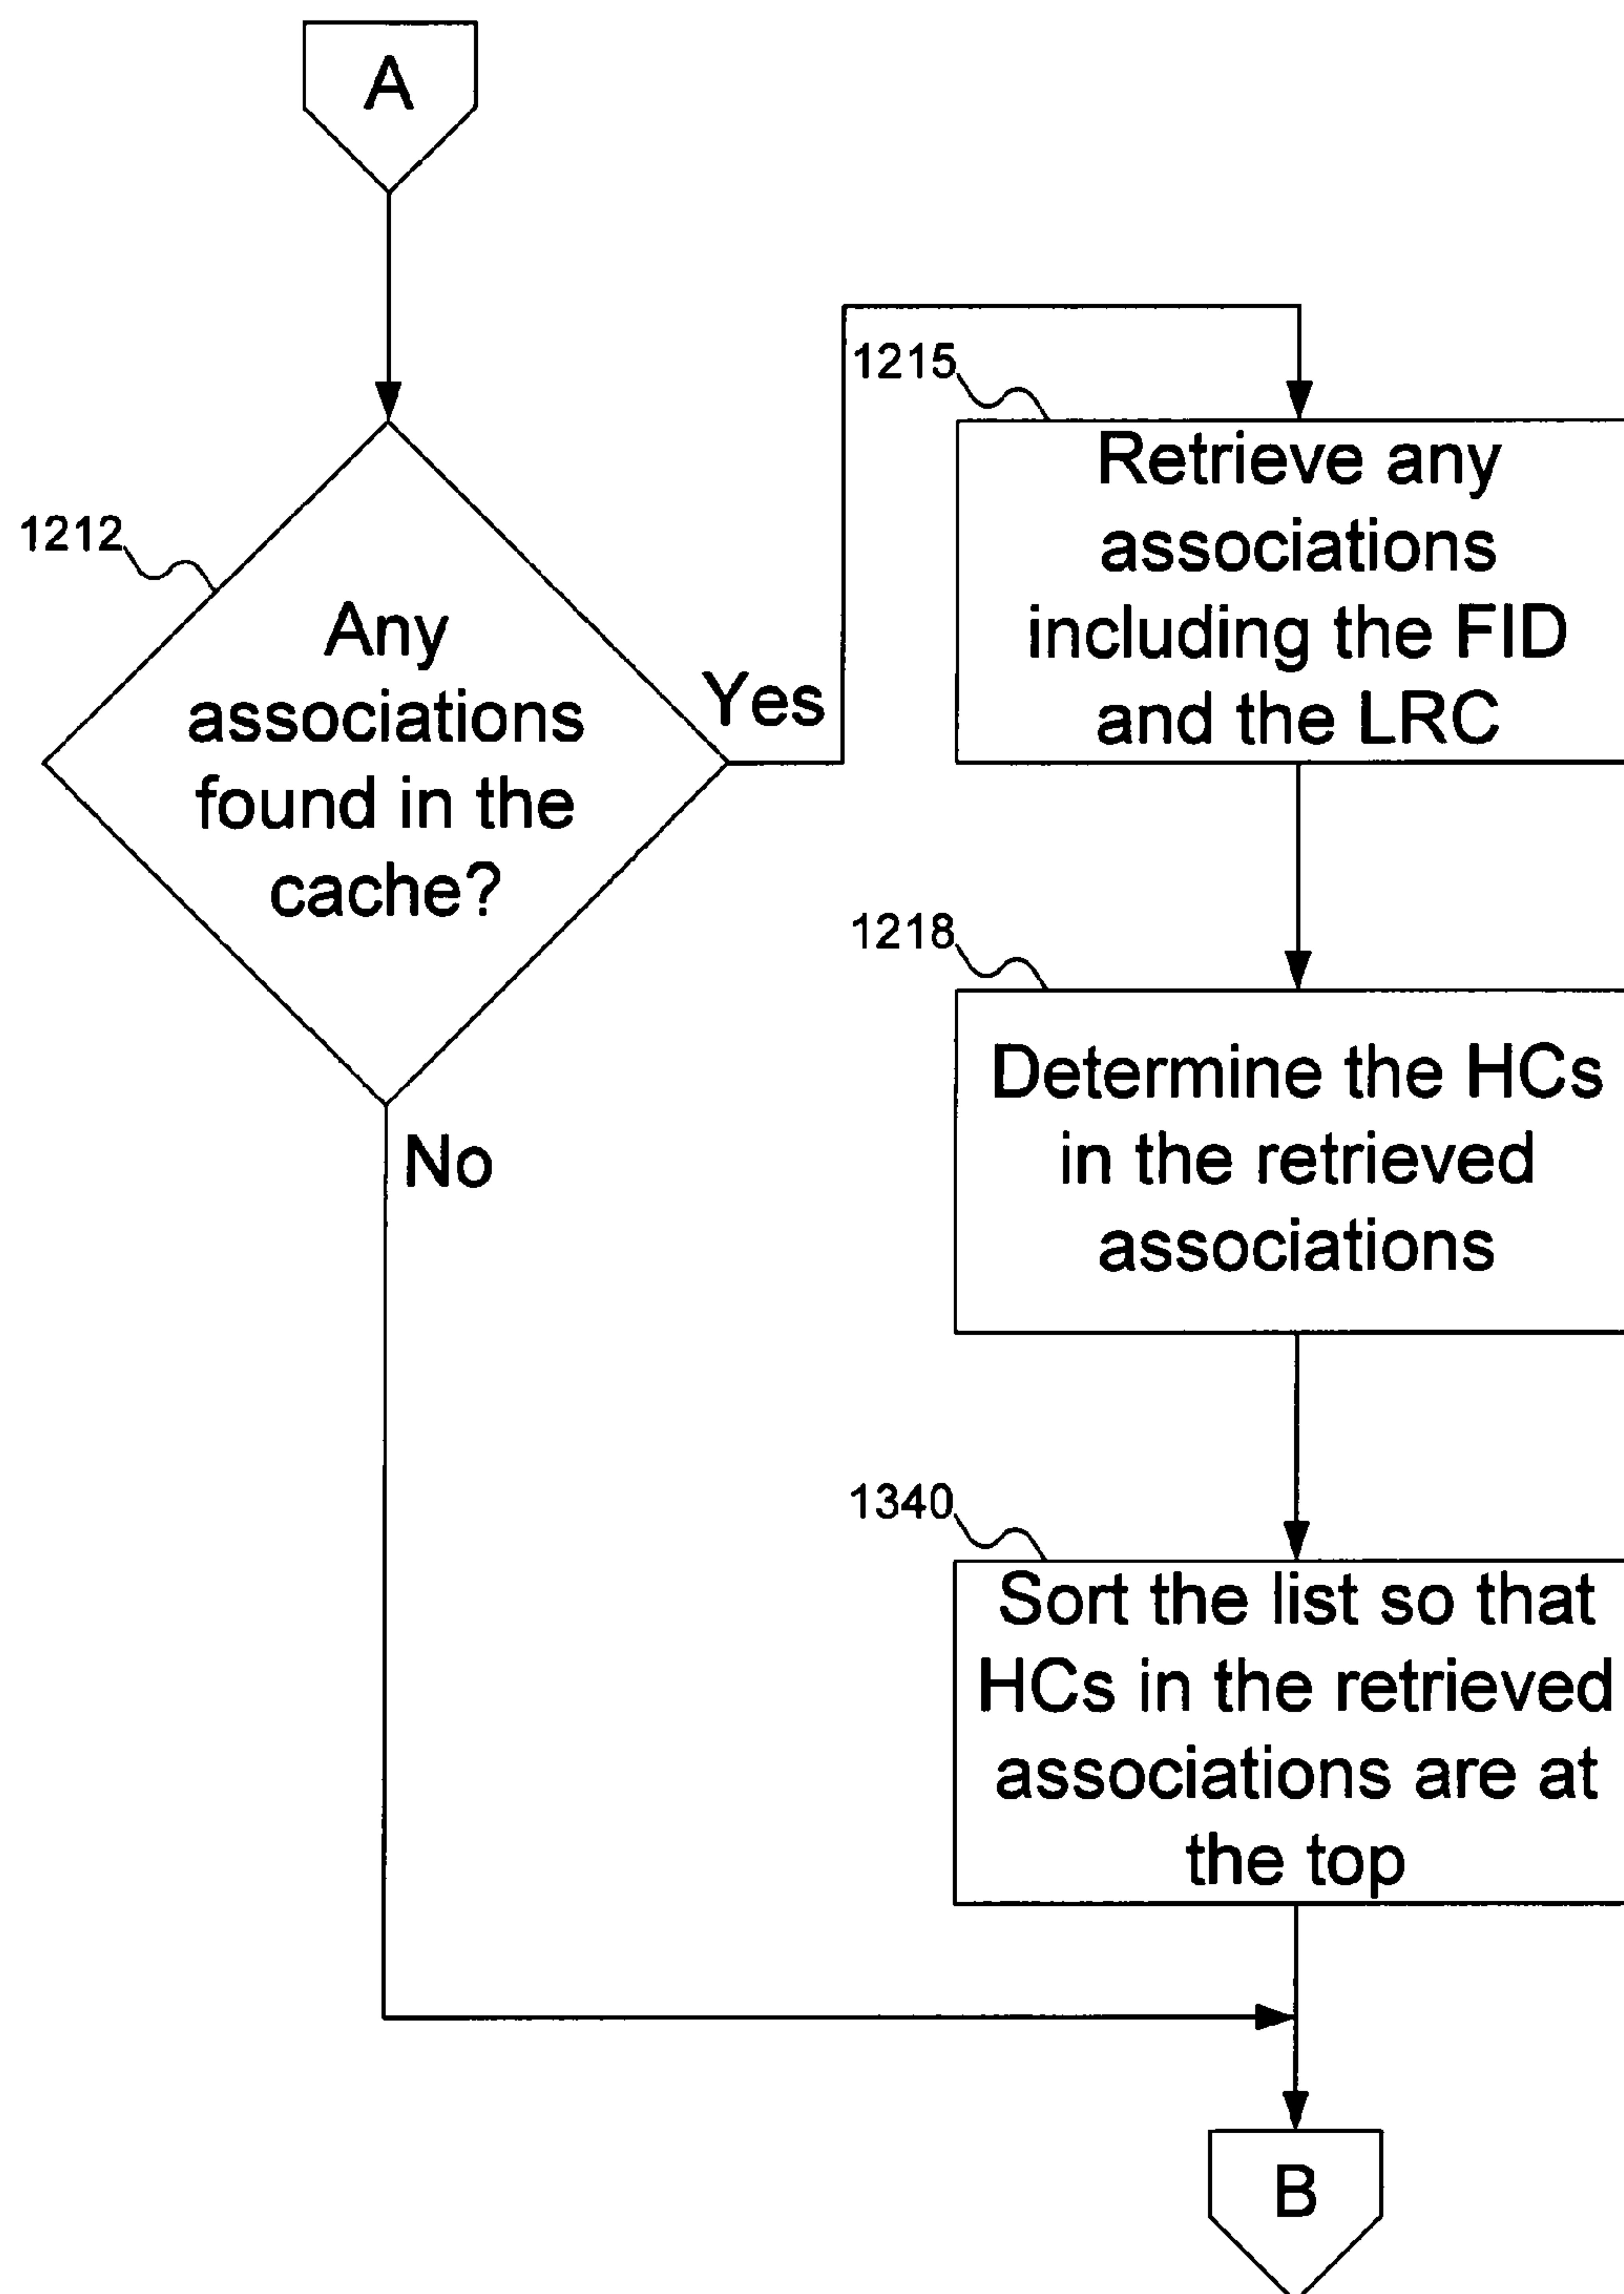 A
1212
Any
associations
found in the
cache?
Yes
No
1215
Retrieve any
associations
including the FID
and the LRC
1218
Determine the HCs
in the retrieved
associations
1340
Sort the list so that
HCs in the retrieved
associations are at
the top
B